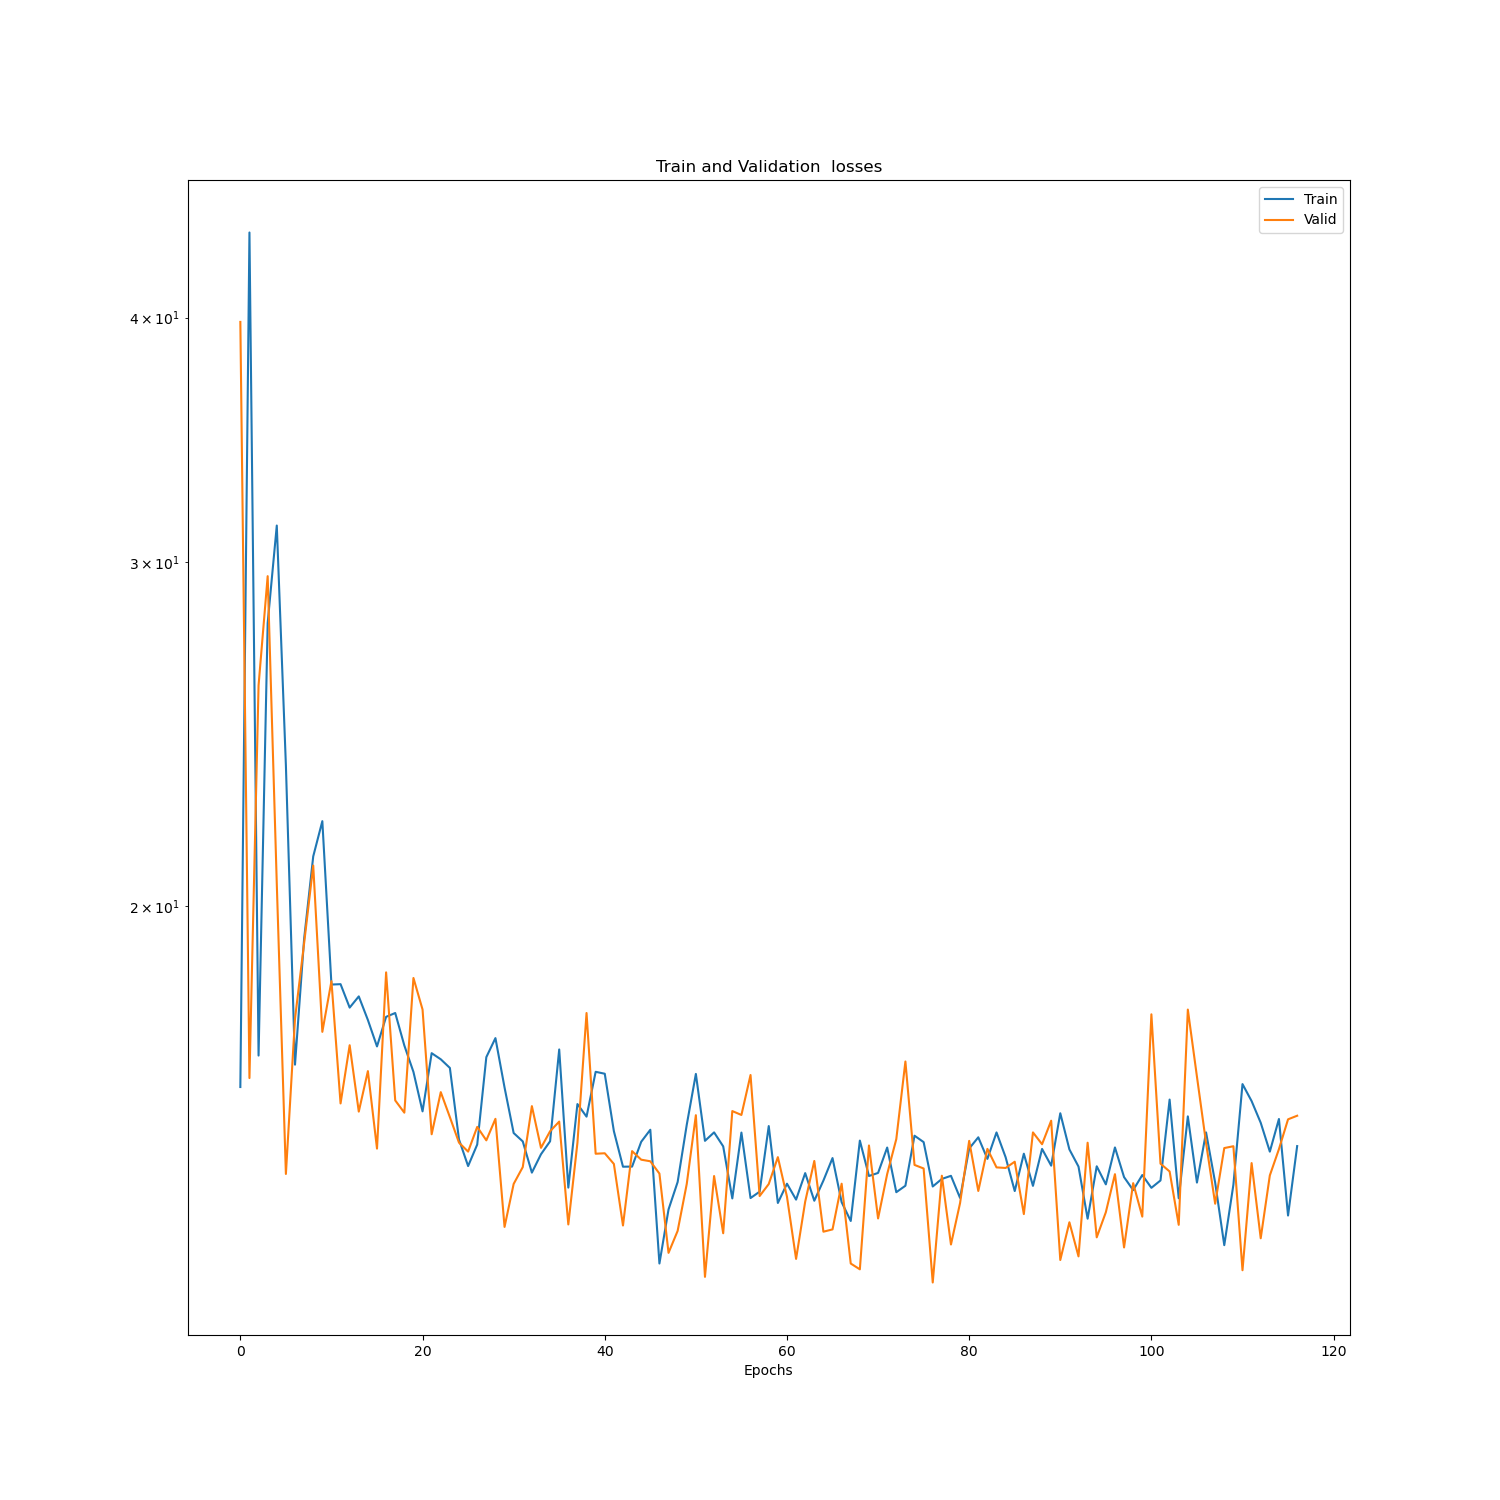 Train and Validation  losses
Train
Valid
4 × 10¹
3 × 10¹
2 × 10¹
0 20 40 60 80 100 120
Epochs